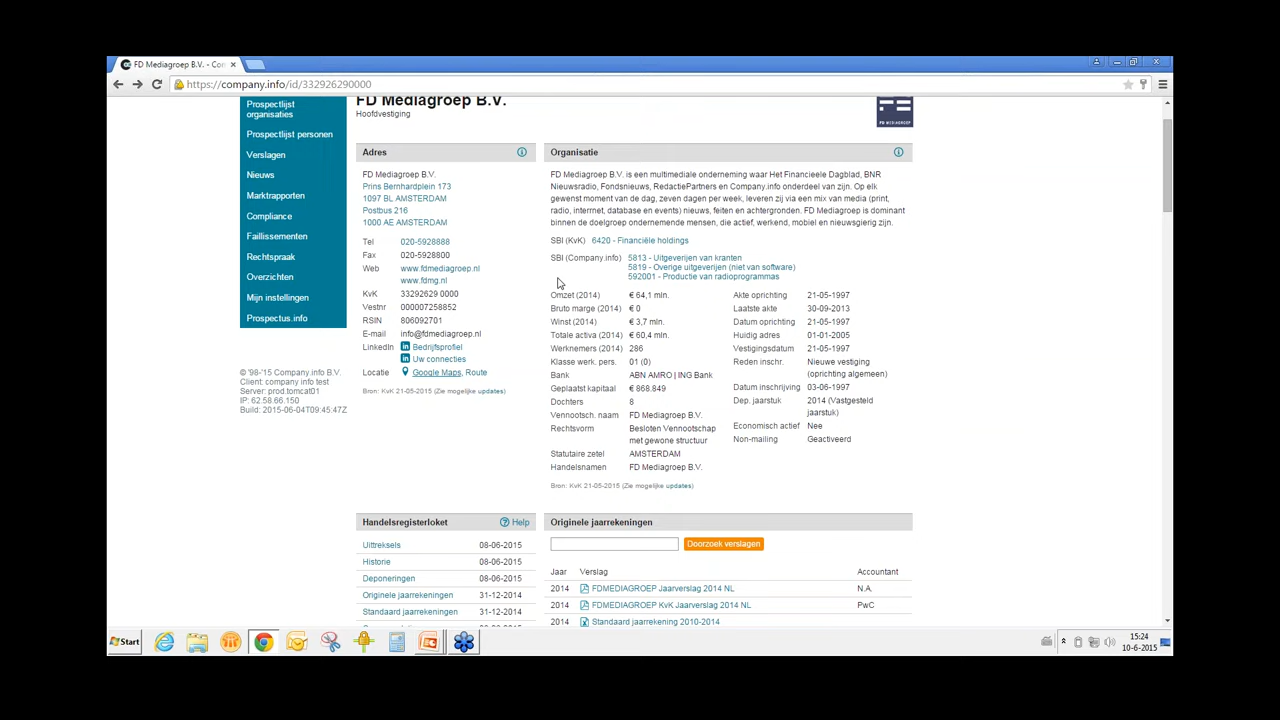 FD Mediagroep B.V. - Con
https://company.info/id/332926290000
Prospectlijst
organisaties
Prospectlijst personen
Verslagen
Nieuws
Marktrapporten
Compliance
Faillissementen
Rechtspraak
Overzichten
Mijn instellingen
Prospectus.info
© '98-'15 Company.info B.V.
Client: company info test
Server: prod.tomcat01
IP: 62.58.66.150
Build: 2015-06-04T09:45:47Z
FD Mediagroep B.V.
Hoofdvestiging
FD MEDIAGROEP
Adres
FD Mediagroep B.V.
Prins Bernhardplein 173
1097 BL AMSTERDAM
Postbus 216
1000 AE AMSTERDAM
Tel 020-5928888
Fax 020-5928800
Web www.fdmediagroep.nl
www.fdmg.nl
KvK 33292629 0000
Vestnr 000007258852
RSIN 806092701
E-mail info@fdmediagroep.nl
LinkedIn Bedrijfsprofiel
Uw connecties
Locatie Google Maps, Route
Bron: KvK 21-05-2015 (Zie mogelijke updates)
Organisatie
FD Mediagroep B.V. is een multimediale onderneming waar Het Financieele Dagblad, BNR
Nieuwsradio, Fondsnieuws, RedactiePartners en Company.info onderdeel van zijn. Op elk
gewenst moment van de dag, zeven dagen per week, leveren zij via een mix van media (print,
radio, internet, database en events) nieuws, feiten en achtergronden. FD Mediagroep is dominant
binnen de doelgroep ondernemende mensen, die actief, werkend, mobiel en nieuwsgierig zijn.
SBI (KvK) 6420 - Financiële holdings
SBI (Company.info) 5813 - Uitgeverijen van kranten
5819 - Overige uitgeverijen (niet van software)
592001 - Productie van radioprogrammas
Omzet (2014) € 64,1 mln.
Bruto marge (2014) € 0
Winst (2014) € 3,7 mln.
Totale activa (2014) € 60,4 mln.
Werknemers (2014) 286
Klasse werk. pers. 01 (0)
Bank ABN AMRO | ING Bank
Geplaatst kapitaal € 868.849
Dochters 8
Vennootsch. naam FD Mediagroep B.V.
Rechtsvorm Besloten Vennootschap
met gewone structuur
Statutaire zetel AMSTERDAM
Handelsnamen FD Mediagroep B.V.
Akte oprichting 21-05-1997
Laatste akte 30-09-2013
Datum oprichting 21-05-1997
Huidig adres 01-01-2005
Vestigingsdatum 21-05-1997
Reden inschr. Nieuwe vestiging
(oprichting algemeen)
Datum inschrijving 03-06-1997
Dep. jaarstuk 2014 (Vastgesteld
jaarstuk)
Economisch actief Nee
Non-mailing Geactiveerd
Bron: KvK 21-05-2015 (Zie mogelijke updates)
Handelsregisterloket Help
Uittreksels 08-06-2015
Historie 08-06-2015
Deponeringen 08-06-2015
Originele jaarrekeningen 31-12-2014
Standaard jaarrekeningen 31-12-2014
Originele jaarrekeningen
Doorzoek verslagen
Jaar Verslag Accountant
2014 FDMEDIAGROEP Jaarverslag 2014 NL N.A.
2014 FDMEDIAGROEP KvK Jaarverslag 2014 NL PwC
2014 Standaard jaarrekening 2010-2014
Start
15:24
10-6-2015